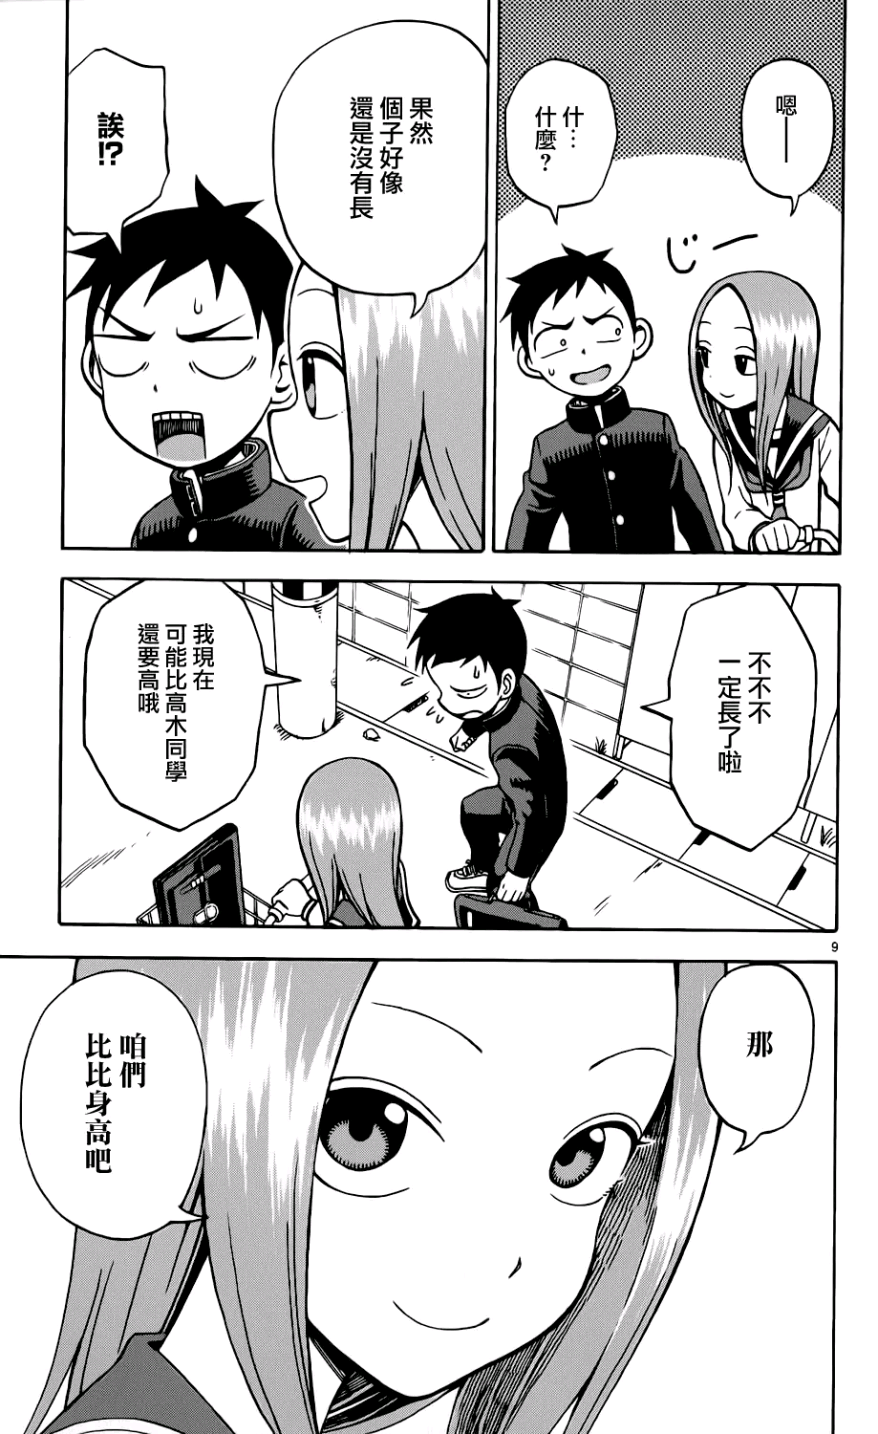 嗯——
什…
什麼？
じー
果然
個子好像
還是沒有長
誒!?
不不不
一定長了啦
我現在
可能比高木同學
還要高哦
9
那
咱們
比比身高吧